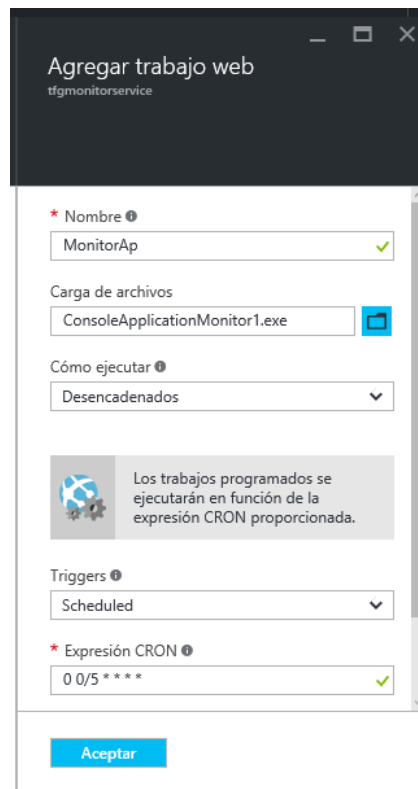 Agregar trabajo web
tfgmonitorservice
* Nombre
MonitorAp
Carga de archivos
ConsoleApplicationMonitor1.exe
Cómo ejecutar
Desencadenados
Los trabajos programados se
ejecutarán en función de la
expresión CRON proporcionada.
Triggers
Scheduled
* Expresión CRON
0 0/5 * * * *
Aceptar